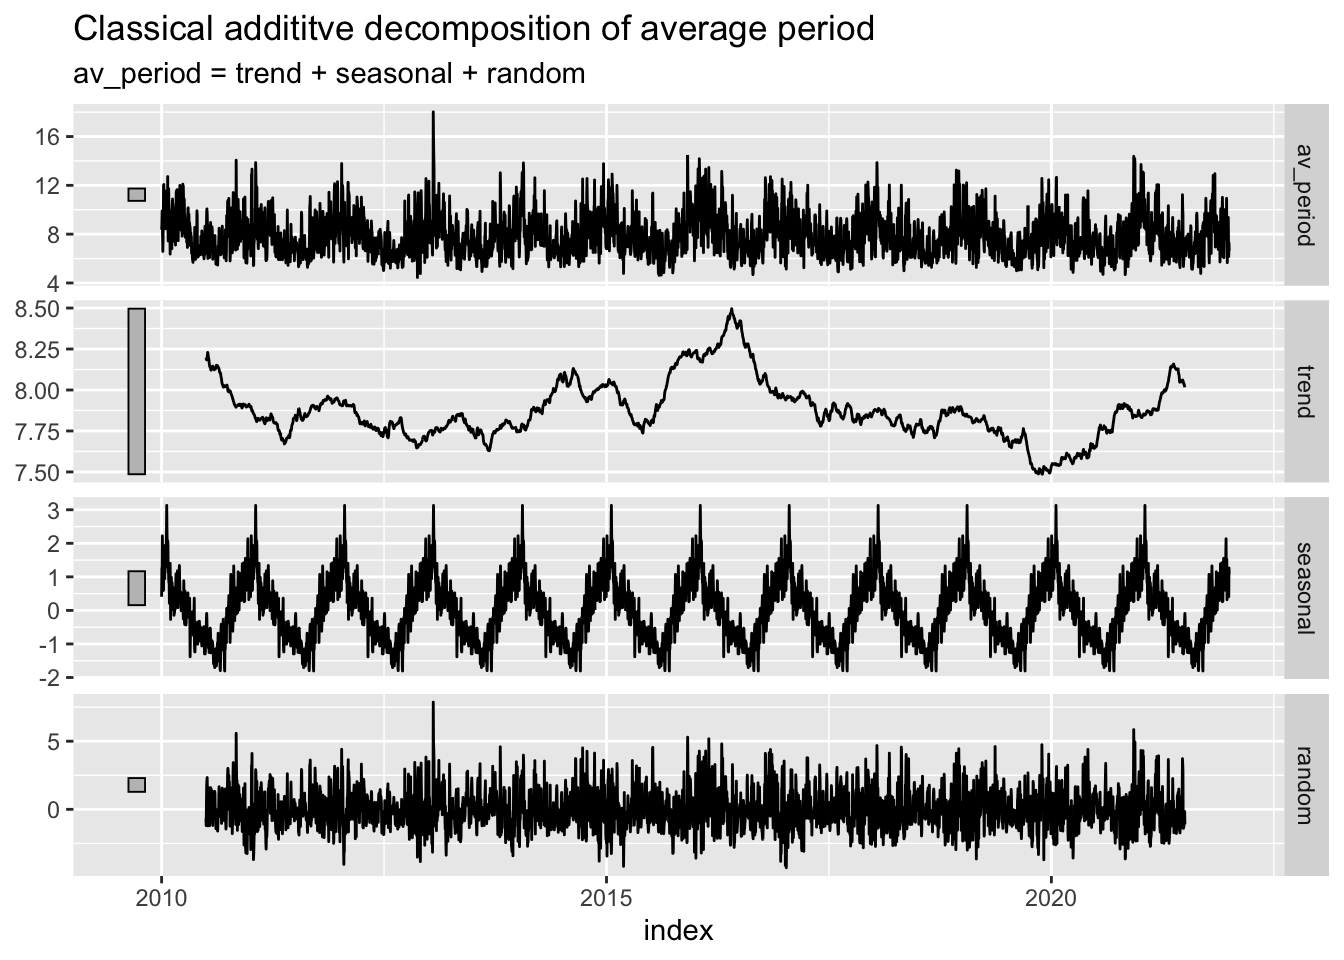 Classical addititve decomposition of average period
av_period = trend + seasonal + random
16
12
8
4
av_period
8.50
8.25
8.00
7.75
7.50
trend
3
2
1
0
-1
-2
seasonal
5
0
random
2010 2015 2020
index